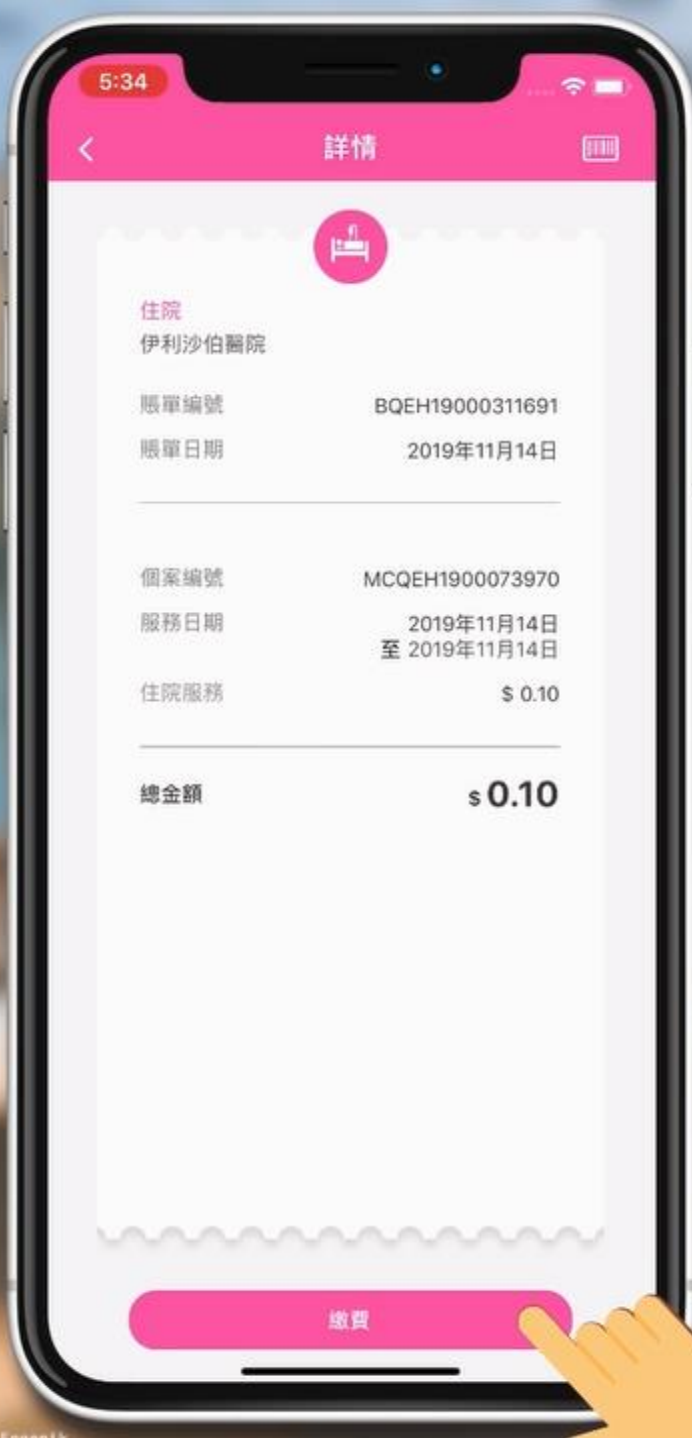 5:34
詳情
住院
伊利沙伯醫院
賬單編號 BQEH19000311691
賬單日期 2019年11月14日
個案編號 MCQEH1900073970
服務日期 2019年11月14日
至 2019年11月14日
住院服務 $ 0.10
總金額 $ 0.10
繳費